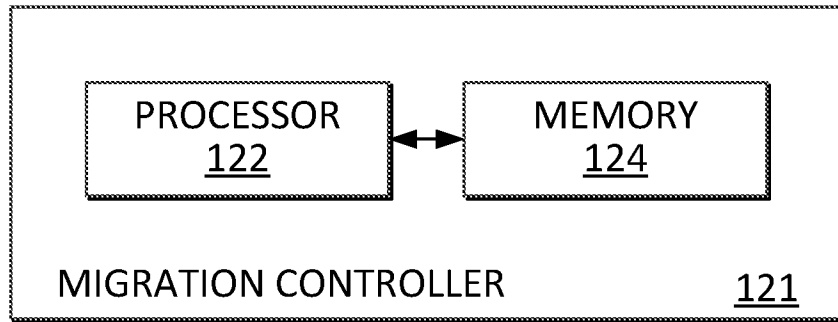 PROCESSOR
122
MEMORY
124
MIGRATION CONTROLLER
121